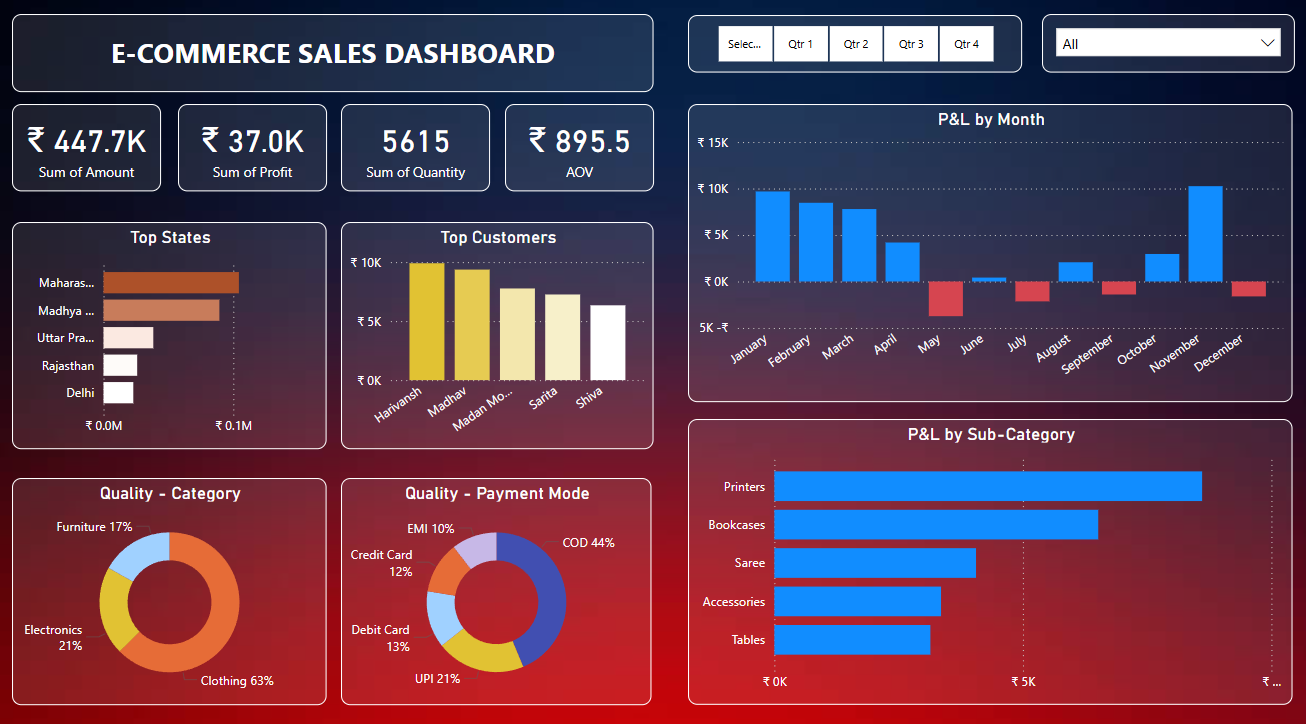 E-COMMERCE SALES DASHBOARD
Selec...
Qtr 1
Qtr 2
Qtr 3
Qtr 4
All
₹ 447.7K
Sum of Amount
₹ 37.0K
Sum of Profit
5615
Sum of Quantity
₹ 895.5
AOV
Top States
Maharas...
Madhya ...
Uttar Pra...
Rajasthan
Delhi
₹ 0.0M
₹ 0.1M
Top Customers
₹ 10K
₹ 5K
₹ 0K
Harivansh
Madhav
Madan Mo...
Sarita
Shiva
P&L by Month
₹ 15K
₹ 10K
₹ 5K
₹ 0K
5K -₹
January
February
March
April
May
June
July
August
September
October
November
December
Quality - Category
Furniture 17%
Electronics
21%
Clothing 63%
Quality - Payment Mode
EMI 10%
COD 44%
Credit Card
12%
Debit Card
13%
UPI 21%
P&L by Sub-Category
Printers
Bookcases
Saree
Accessories
Tables
₹ 0K
₹ 5K
₹ ...